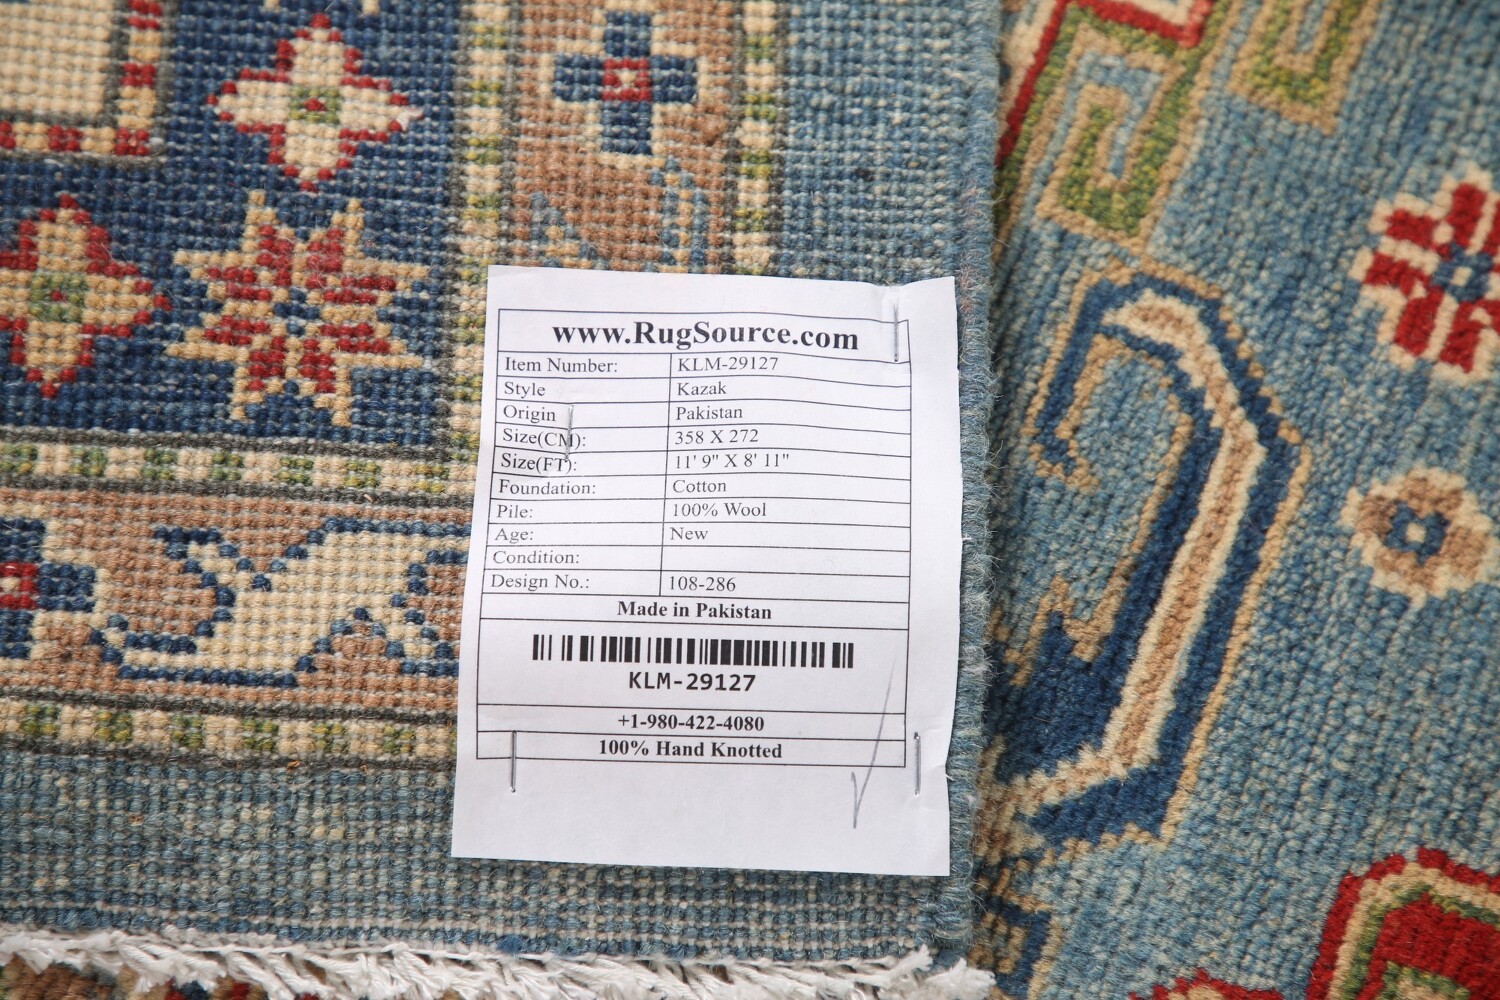 www.RugSource.com
Item Number: KLM-29127
Style Kazak
Origin Pakistan
Size(CM): 358 X 272
Size(FT): 11' 9" X 8' 11"
Foundation: Cotton
Pile: 100% Wool
Age: New
Condition:
Design No.: 108-286
Made in Pakistan
KLM-29127
+1-980-422-4080
100% Hand Knotted